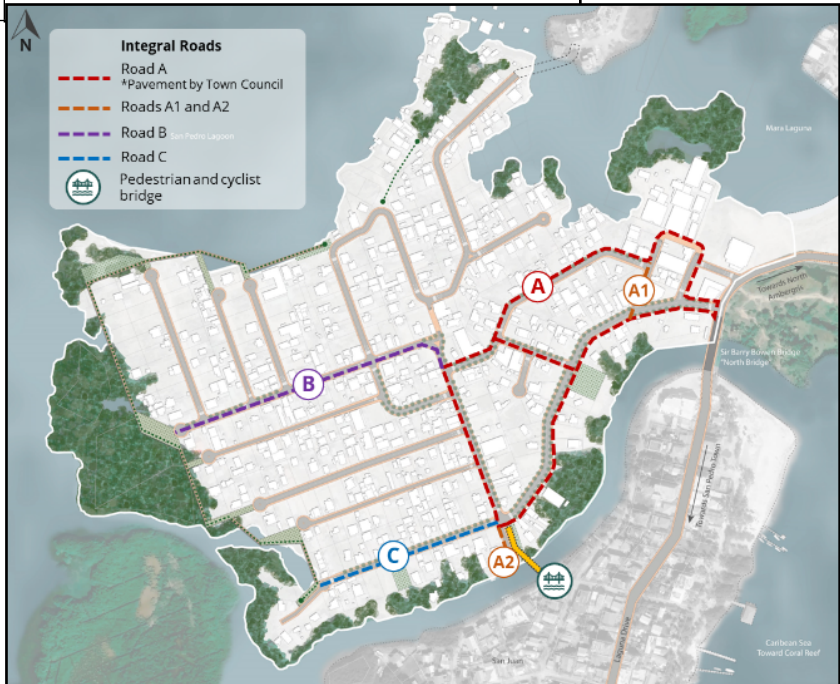 N
Integral Roads
Road A
*Pavement by Town Council
Roads A1 and A2
Road B
San Pedro Lagoon
Road C
Pedestrian and cyclist
bridge
Mara Laguna
A
A1
Towards North
Ambergris
Sir Barry Bowen Bridge
"North Bridge"
B
Towards San Pedro Town
C
A2
San Juan
Laguna Drive
Caribean Sea
Toward Coral Reef